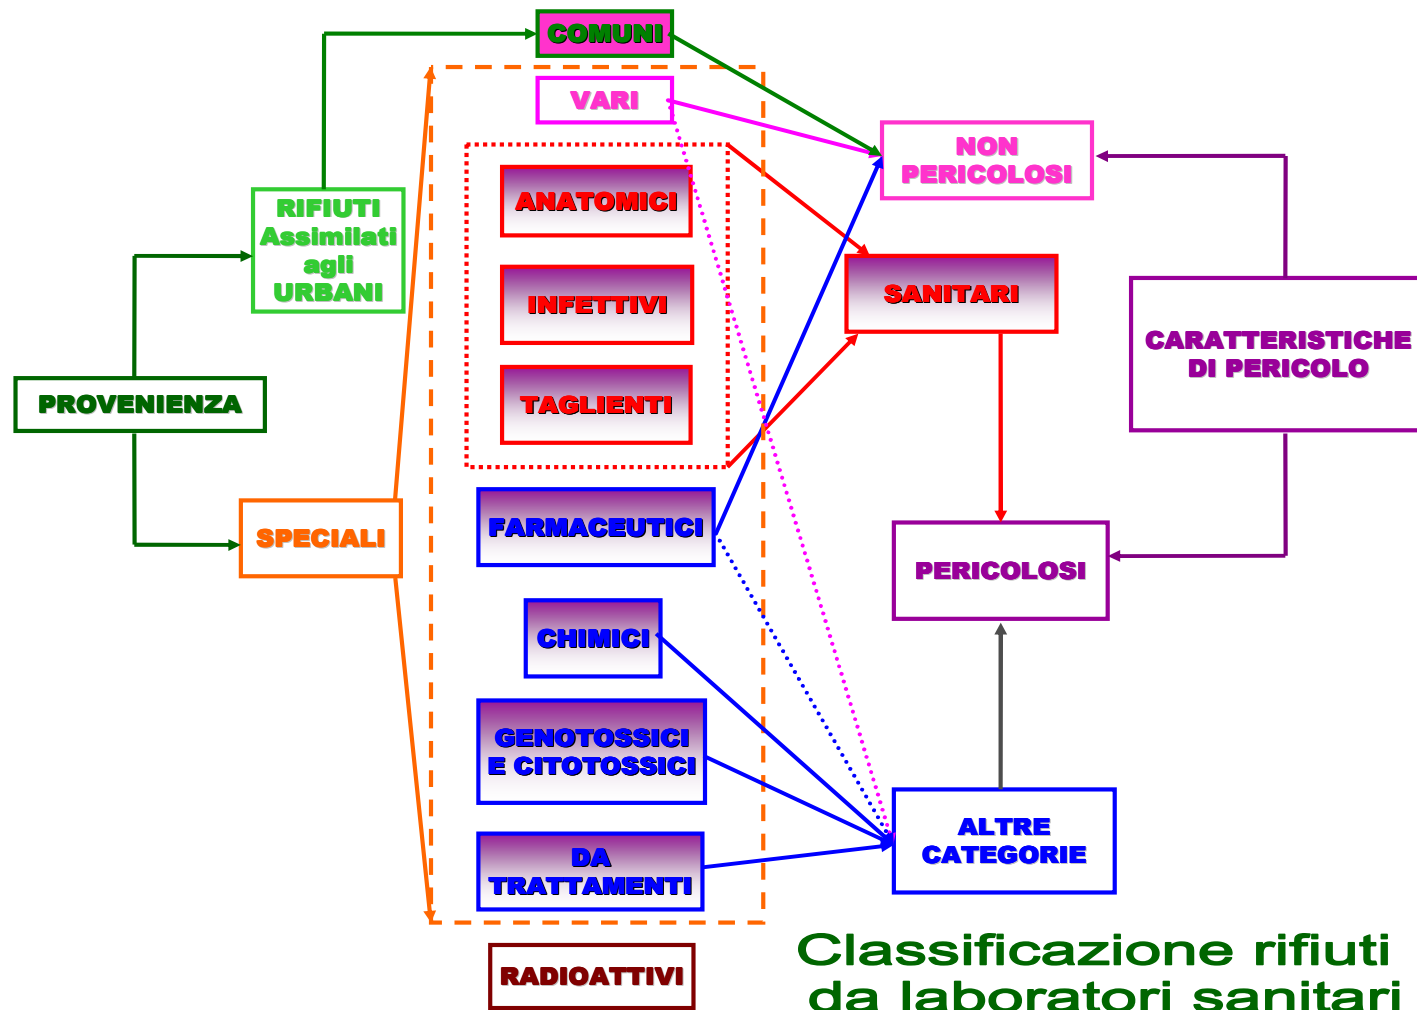 COMUNI
VARI
NON
PERICOLOSI
ANATOMICI
RIFIUTI
Assimilati
agli
URBANI
INFETTIVI
SANITARI
CARATTERISTICHE
DI PERICOLO
PROVENIENZA
TAGLIENTI
SPECIALI
FARMACEUTICI
PERICOLOSI
CHIMICI
GENOTOSSICI
E CITOTOSSICI
ALTRE
CATEGORIE
DA
TRATTAMENTI
RADIOATTIVI
Classificazione rifiuti
da laboratori sanitari